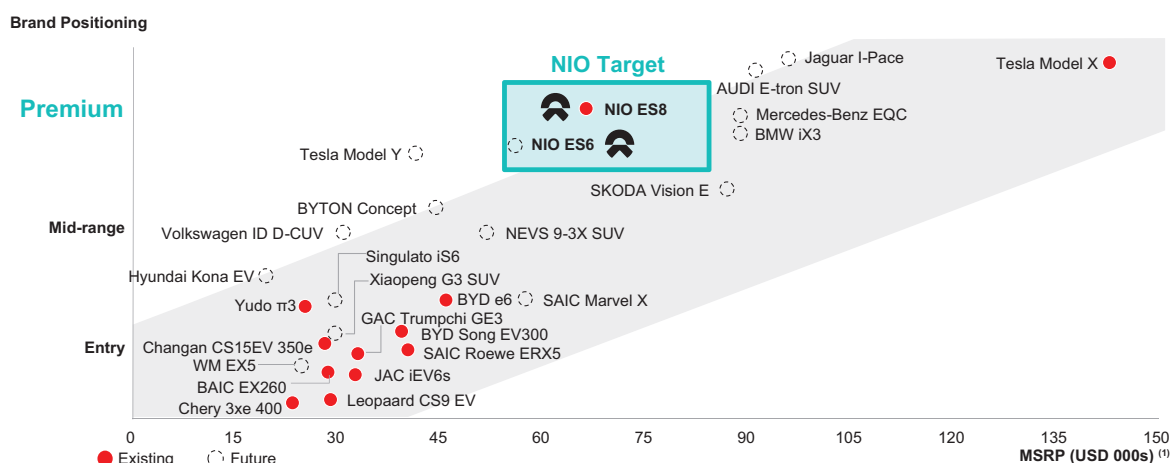 Brand Positioning
Jaguar I-Pace
NIO Target
Tesla Model X
AUDI E-tron SUV
Premium
NIO ES8
Mercedes-Benz EQC
BMW iX3
NIO ES6
Tesla Model Y
SKODA Vision E
BYTON Concept
Mid-range
Volkswagen ID D-CUV
NEVS 9-3X SUV
Singulato iS6
Hyundai Kona EV
Xiaopeng G3 SUV
Yudo π3
BYD e6
SAIC Marvel X
GAC Trumpchi GE3
BYD Song EV300
Entry
Changan CS15EV 350e
SAIC Roewe ERX5
WM EX5
JAC iEV6s
BAIC EX260
Chery 3xe 400
Leopaard CS9 EV
0 15 30 45 60 75 90 105 120 135 150
MSRP (USD 000s) (1)
Existing Future